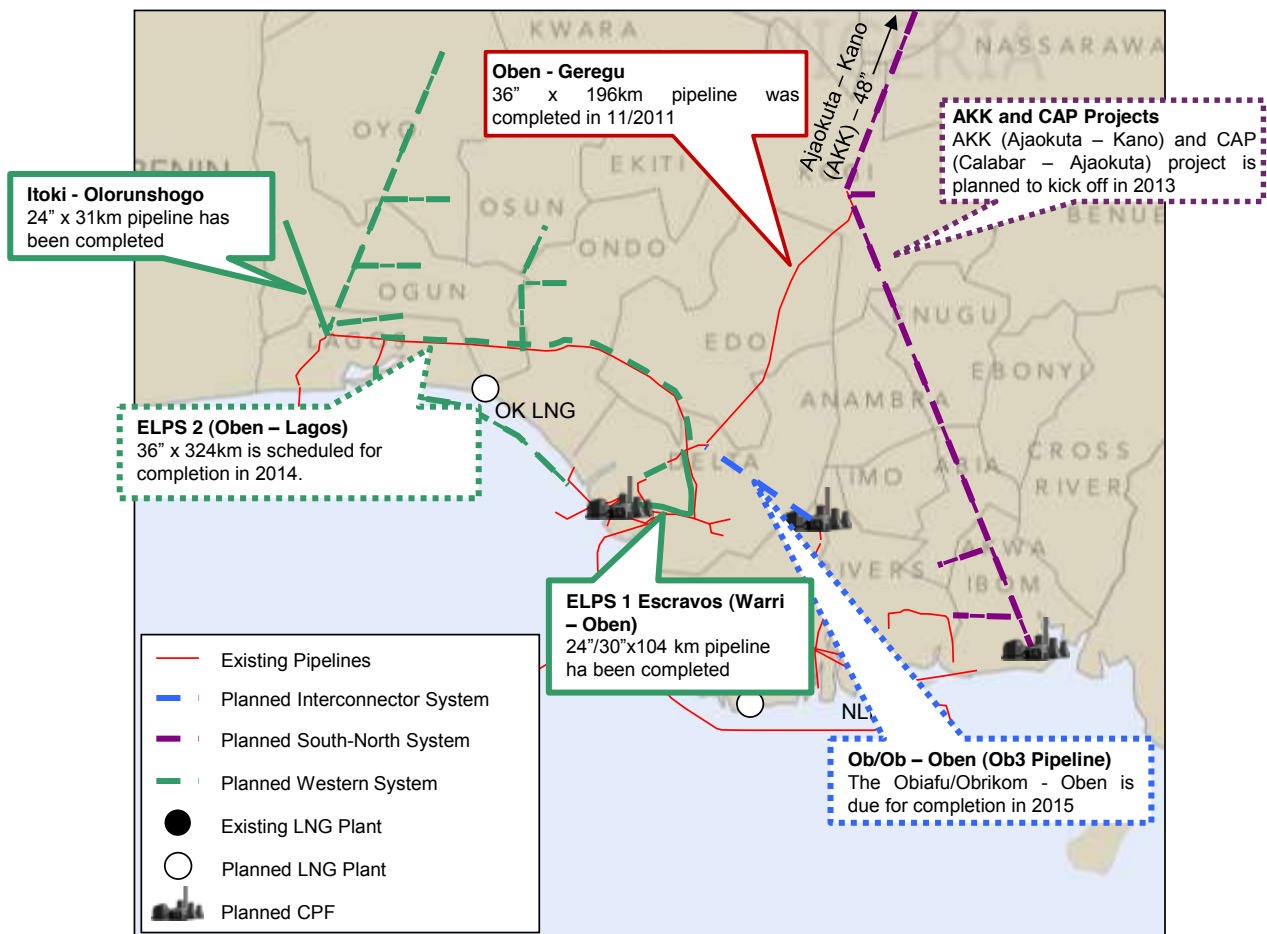 KWARA
NIGERIA
NASSARAWA
Oben - Geregu
36” x 196km pipeline was
completed in 11/2011
Ajaokuta – Kano
(AKK) – 48”
AKK and CAP Projects
AKK (Ajaokuta – Kano) and CAP
(Calabar – Ajaokuta) project is
planned to kick off in 2013
OYO
BENIN
EKITI
KOGI
Itoki - Olorunshogo
24” x 31km pipeline has
been completed
OSUN
ONDO
BENUE
OGUN
LAGOS
EDO
ENUGU
EBONYI
OK LNG
ANAMBRA
ELPS 2 (Oben – Lagos)
36” x 324km is scheduled for
completion in 2014.
DELTA
IMO
ABIA
CROSS
RIVER
RIVERS
AKWA
IBOM
ELPS 1 Escravos (Warri
– Oben)
24”/30”x104 km pipeline
ha been completed
Existing Pipelines
Planned Interconnector System
Planned South-North System
Planned Western System
Existing LNG Plant
Planned LNG Plant
Planned CPF
Ob/Ob – Oben (Ob3 Pipeline)
The Obiafu/Obrikom - Oben is
due for completion in 2015